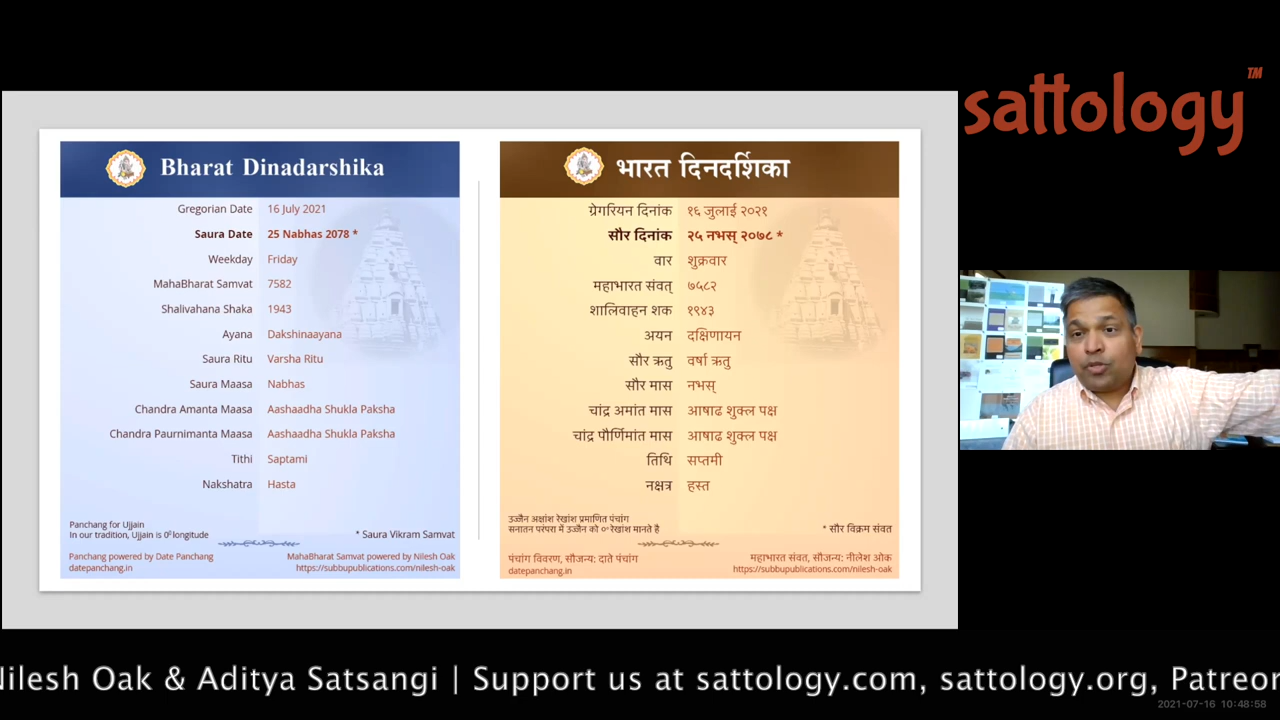 sattology™
Bharat Dinadarshika
Gregorian Date 16 July 2021
Saura Date 25 Nabhas 2078 *
Weekday Friday
MahaBharat Samvat 7582
Shalivahana Shaka 1943
Ayana Dakshinaayana
Saura Ritu Varsha Ritu
Saura Maasa Nabhas
Chandra Amanta Maasa Aashaadha Shukla Paksha
Chandra Paurnimanta Maasa Aashaadha Shukla Paksha
Tithi Saptami
Nakshatra Hasta
Panchang for Ujjain
In our tradition, Ujjain is 0⁰ longitude
* Saura Vikram Samvat
Panchang powered by Date Panchang
datepanchang.in
MahaBharat Samvat powered by Nilesh Oak
https://subbupublications.com/nilesh-oak
भारत दिनदर्शिका
ग्रेगरियन दिनांक १६ जुलाई २०२१
सौर दिनांक २५ नभस् २०७८ *
वार शुक्रवार
महाभारत संवत् ७५८२
शालिवाहन शक १९४३
अयन दक्षिणायन
सौर ऋतु वर्षा ऋतु
सौर मास नभस्
चांद्र अमांत मास आषाढ शुक्ल पक्ष
चांद्र पौर्णिमांत मास आषाढ शुक्ल पक्ष
तिथि सप्तमी
नक्षत्र हस्त
उज्जैन अक्षांश रेखांश प्रमाणित पंचांग
सनातन परंपरा में उज्जैन को ०⁰ रेखांश मानते है
* सौर विक्रम संवत
पंचांग विवरण, सौजन्य: दाते पंचांग
datepanchang.in
महाभारत संवत, सौजन्य: नीलेश ओक
https://subbupublications.com/nilesh-oak
Nilesh Oak & Aditya Satsangi | Support us at sattology.com, sattology.org, Patreon
2021-07-16 10:48:58